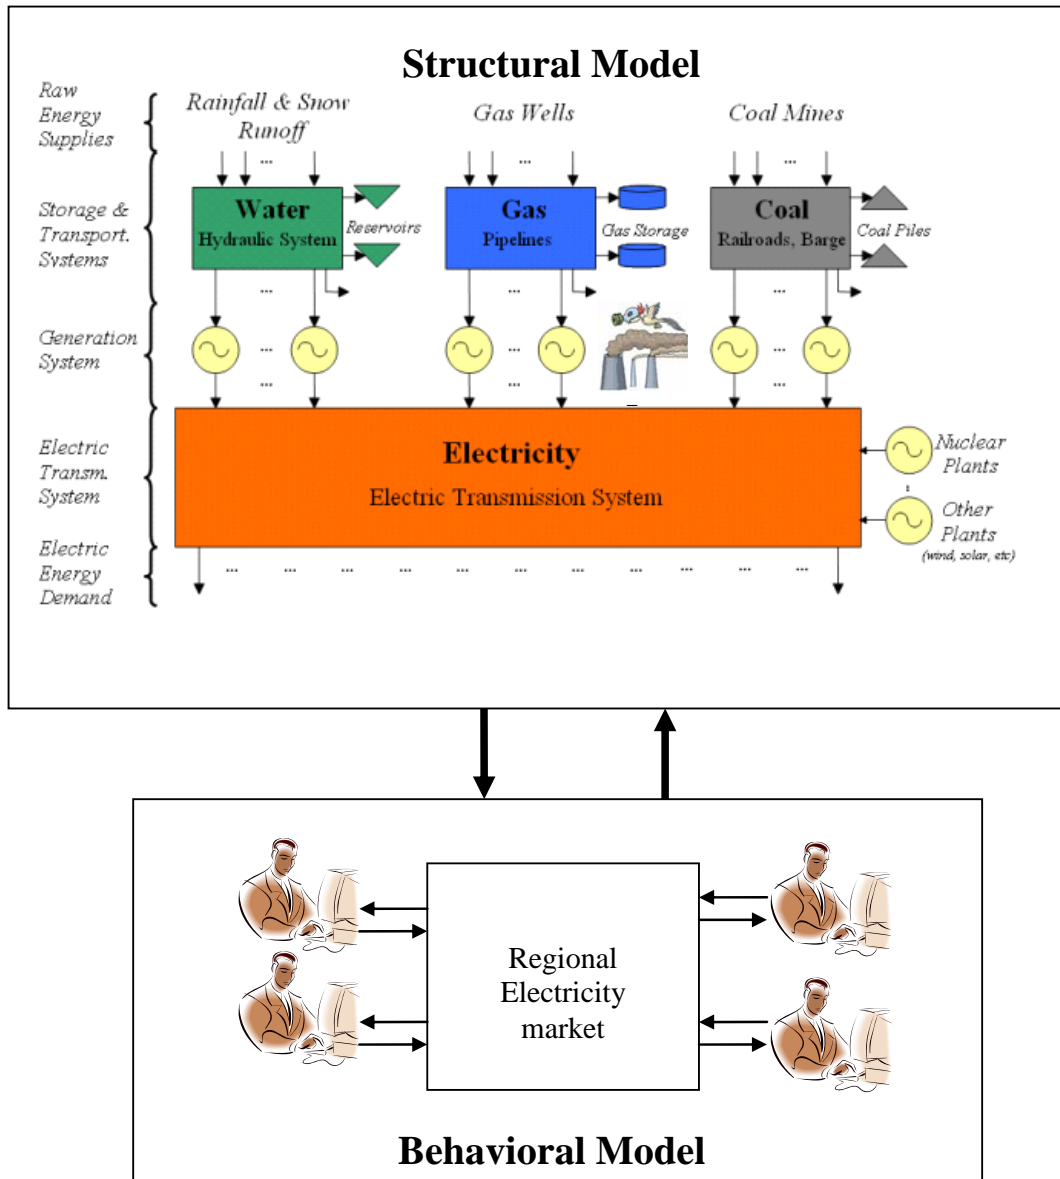 Structural Model
Raw
Energy
Supplies
Rainfall & Snow
Runoff
Gas Wells
Coal Mines
...
...
...
Storage &
Transport.
Systems
Water
Hydraulic System
Reservoirs
Gas
Pipelines
Gas Storage
Coal
Railroads, Barge
Coal Piles
...
...
...
Generation
System
...
...
...
...
...
...
Electric
Transm.
System
Electricity
Electric Transmission System
Nuclear
Plants
Other
Plants
(wind, solar, etc)
Electric
Energy
Demand
... ... ... ... ... ... ... ... ... ... ...
Regional
Electricity
market
Behavioral Model